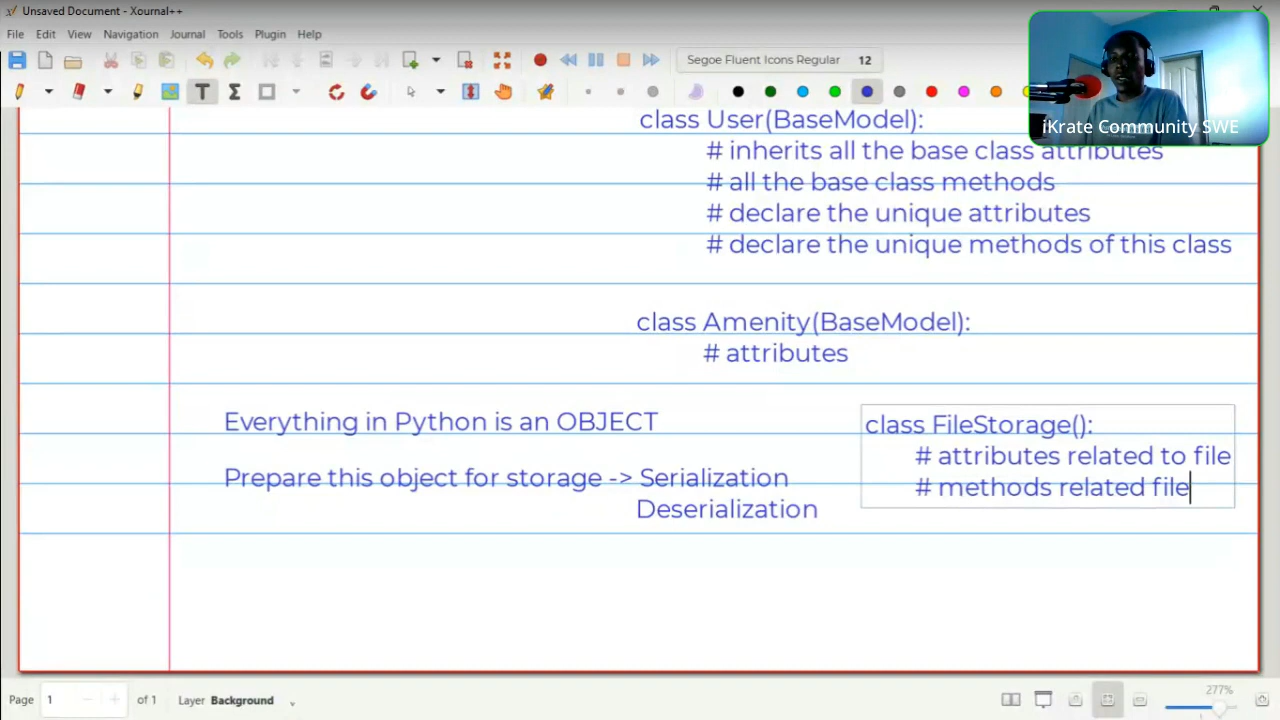 Unsaved Document - Xournal++
File Edit View Navigation Journal Tools Plugin Help
Segoe Fluent Icons Regular 12
iKrate Community SWE
class User(BaseModel):
# inherits all the base class attributes
# all the base class methods
# declare the unique attributes
# declare the unique methods of this class
class Amenity(BaseModel):
# attributes
Everything in Python is an OBJECT
Prepare this object for storage -> Serialization
Deserialization
class FileStorage():
# attributes related to file
# methods related file
Page 1 of 1 Layer Background
277%